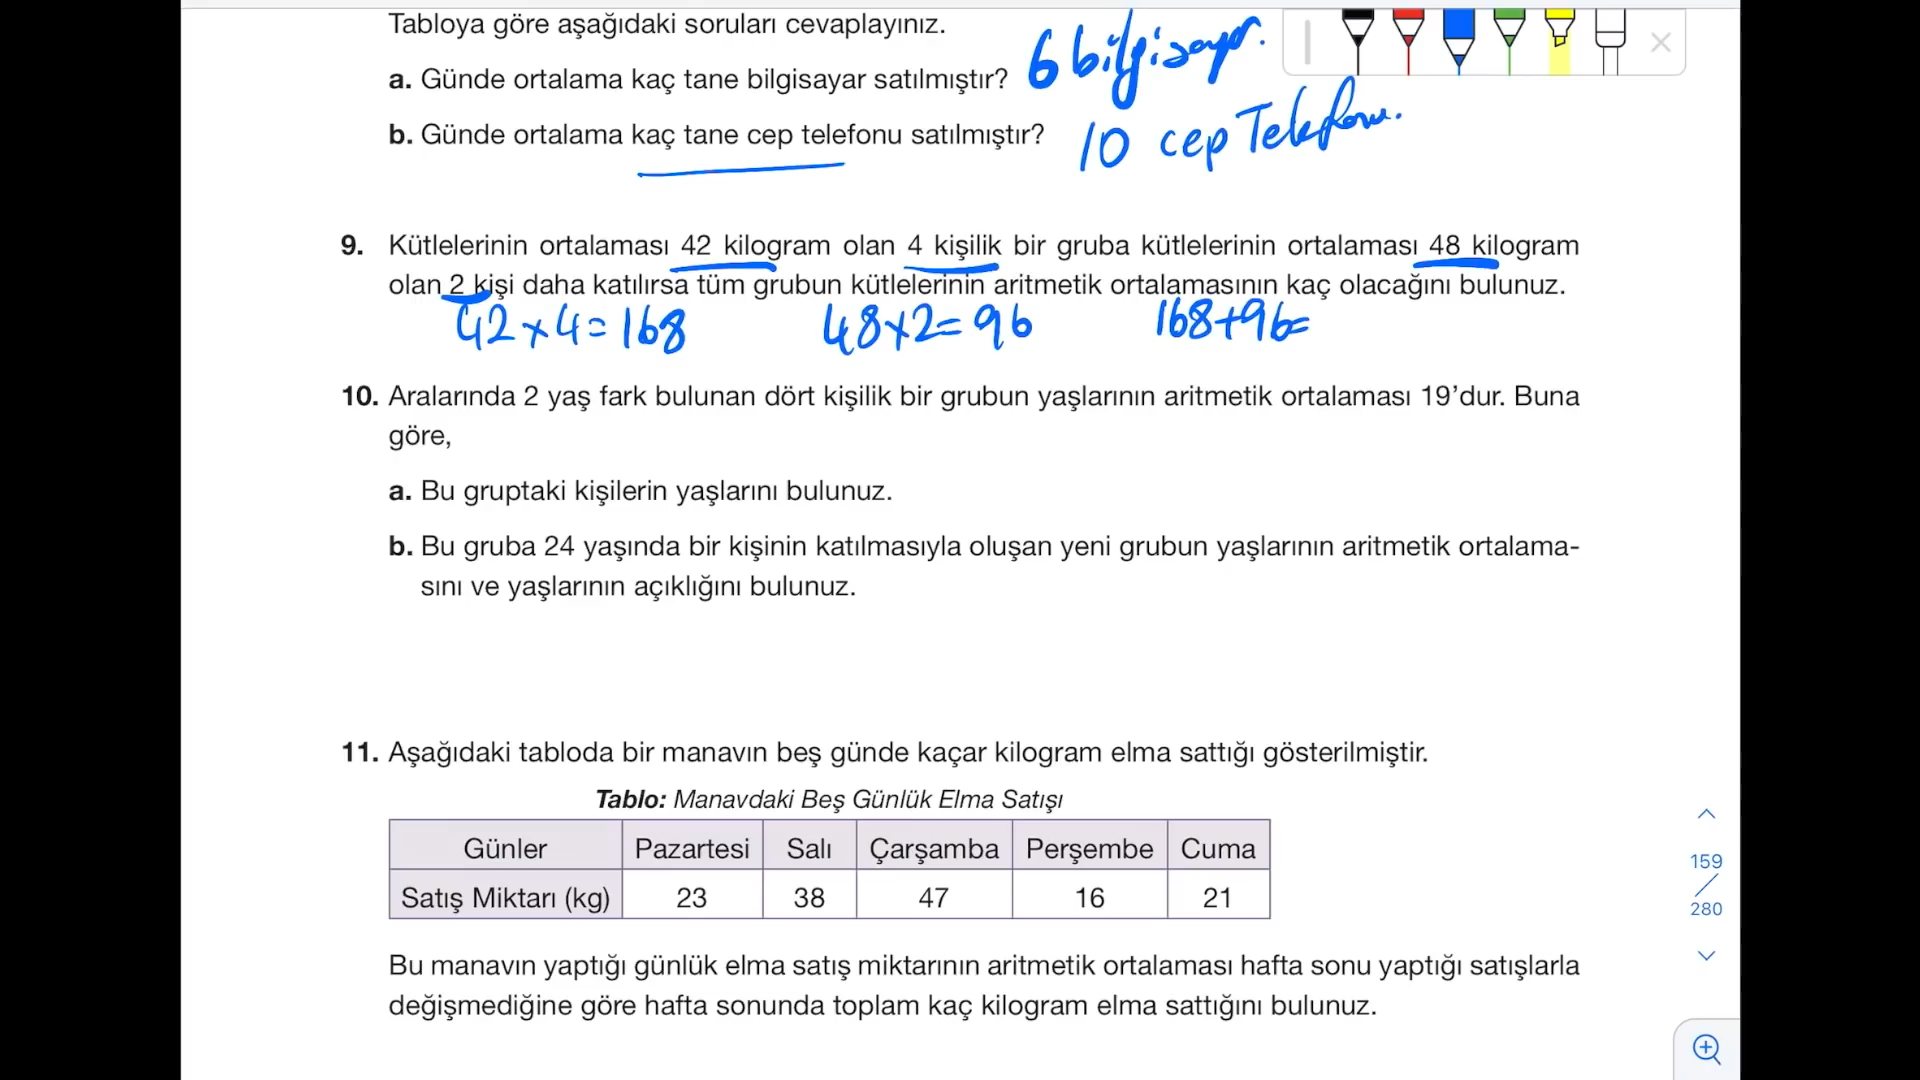 Tabloya göre aşağıdaki soruları cevaplayınız.
a. Günde ortalama kaç tane bilgisayar satılmıştır? 6 bilgisayar.
b. Günde ortalama kaç tane cep telefonu satılmıştır? 10 cep Telefonu.
9. Kütlelerinin ortalaması 42 kilogram olan 4 kişilik bir gruba kütlelerinin ortalaması 48 kilogram
olan 2 kişi daha katılırsa tüm grubun kütlelerinin aritmetik ortalamasının kaç olacağını bulunuz.
42x4=168 48x2=96 168+96=
10. Aralarında 2 yaş fark bulunan dört kişilik bir grubun yaşlarının aritmetik ortalaması 19’dur. Buna
göre,
a. Bu gruptaki kişilerin yaşlarını bulunuz.
b. Bu gruba 24 yaşında bir kişinin katılmasıyla oluşan yeni grubun yaşlarının aritmetik ortalama-
sını ve yaşlarının açıklığını bulunuz.
11. Aşağıdaki tabloda bir manavın beş günde kaçar kilogram elma sattığı gösterilmiştir.
Tablo: Manavdaki Beş Günlük Elma Satışı
Günler Pazartesi Salı Çarşamba Perşembe Cuma
Satış Miktarı (kg) 23 38 47 16 21
Bu manavın yaptığı günlük elma satış miktarının aritmetik ortalaması hafta sonu yaptığı satışlarla
değişmediğine göre hafta sonunda toplam kaç kilogram elma sattığını bulunuz.
159
280